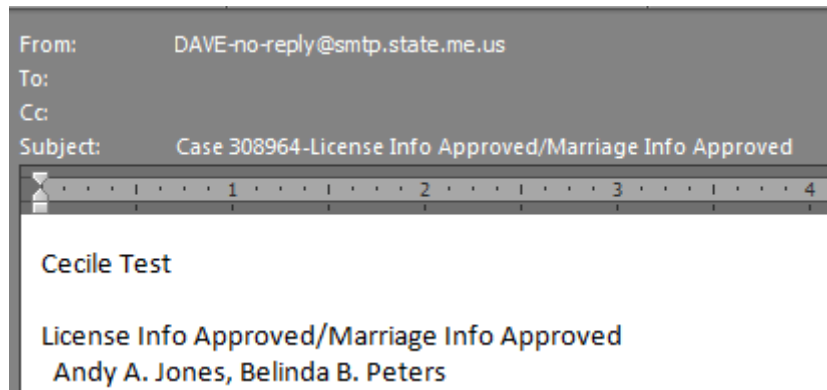 From: DAVE-no-reply@smtp.state.me.us
To:
Cc:
Subject: Case 308964-License Info Approved/Marriage Info Approved
1 2 3 4
Cecile Test
License Info Approved/Marriage Info Approved
Andy A. Jones, Belinda B. Peters